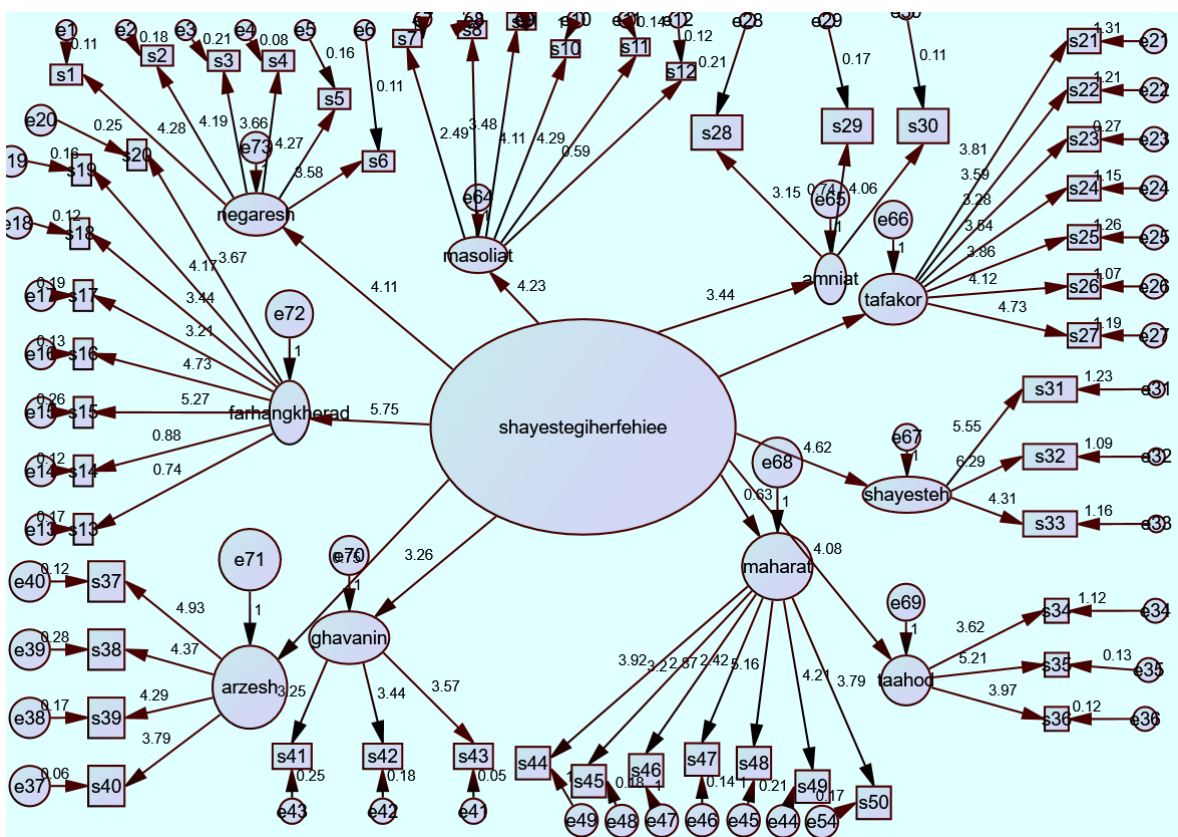 e1
e2
e3
e4
e5
e6
e28
e29
0.11
0.18
0.21
0.08
0.16
0.11
s1
s2
s3
s4
s5
s6
s7
s8
s10
s11
s12
0.14
0.12
0.21
0.17
0.11
s28
s29
s30
s21
s22
s23
s24
s25
s26
s27
1.31
1.21
0.27
1.15
1.26
1.07
1.19
e21
e22
e23
e24
e25
e26
e27
4.28
4.19
3.66
4.27
3.58
e73
negaresh
2.49
3.48
4.11
4.29
0.59
e64
masoliat
3.15
0.74
4.06
e65
1
amniat
e66
1
tafakor
3.81
3.59
3.28
3.54
3.86
4.12
4.73
e20
0.25
s20
19
0.16
s19
e18
0.12
s18
e17
0.19
s17
e16
0.13
s16
e15
0.26
s15
e14
0.12
s14
e13
0.17
s13
4.17
3.67
3.44
3.21
4.73
5.27
0.88
0.74
e72
1
farhangkherad
4.11
4.23
3.44
5.75
shayestegiherfehiee
4.62
0.63
4.08
3.26
e67
1
shayesteh
5.55
6.29
4.31
s31
s32
s33
1.23
1.09
1.16
e31
e32
e33
e68
1
maharat
e69
1
taahod
3.62
5.21
3.97
s34
s35
s36
1.12
0.13
0.12
e34
e35
e36
e71
1
arzesh
e70
1
ghavanin
e40
0.12
s37
e39
0.28
s38
e38
0.17
s39
e37
0.06
s40
4.93
4.37
4.29
3.79
3.25
3.44
3.57
s41
s42
s43
0.25
0.18
0.05
e43
e42
e41
3.92
3.2
2.87
2.42
5.16
4.21
3.79
s44
s45
s46
s47
s48
s49
s50
0.18
1
0.14
0.21
0.17
e49
e48
e47
e46
e45
e44
e54